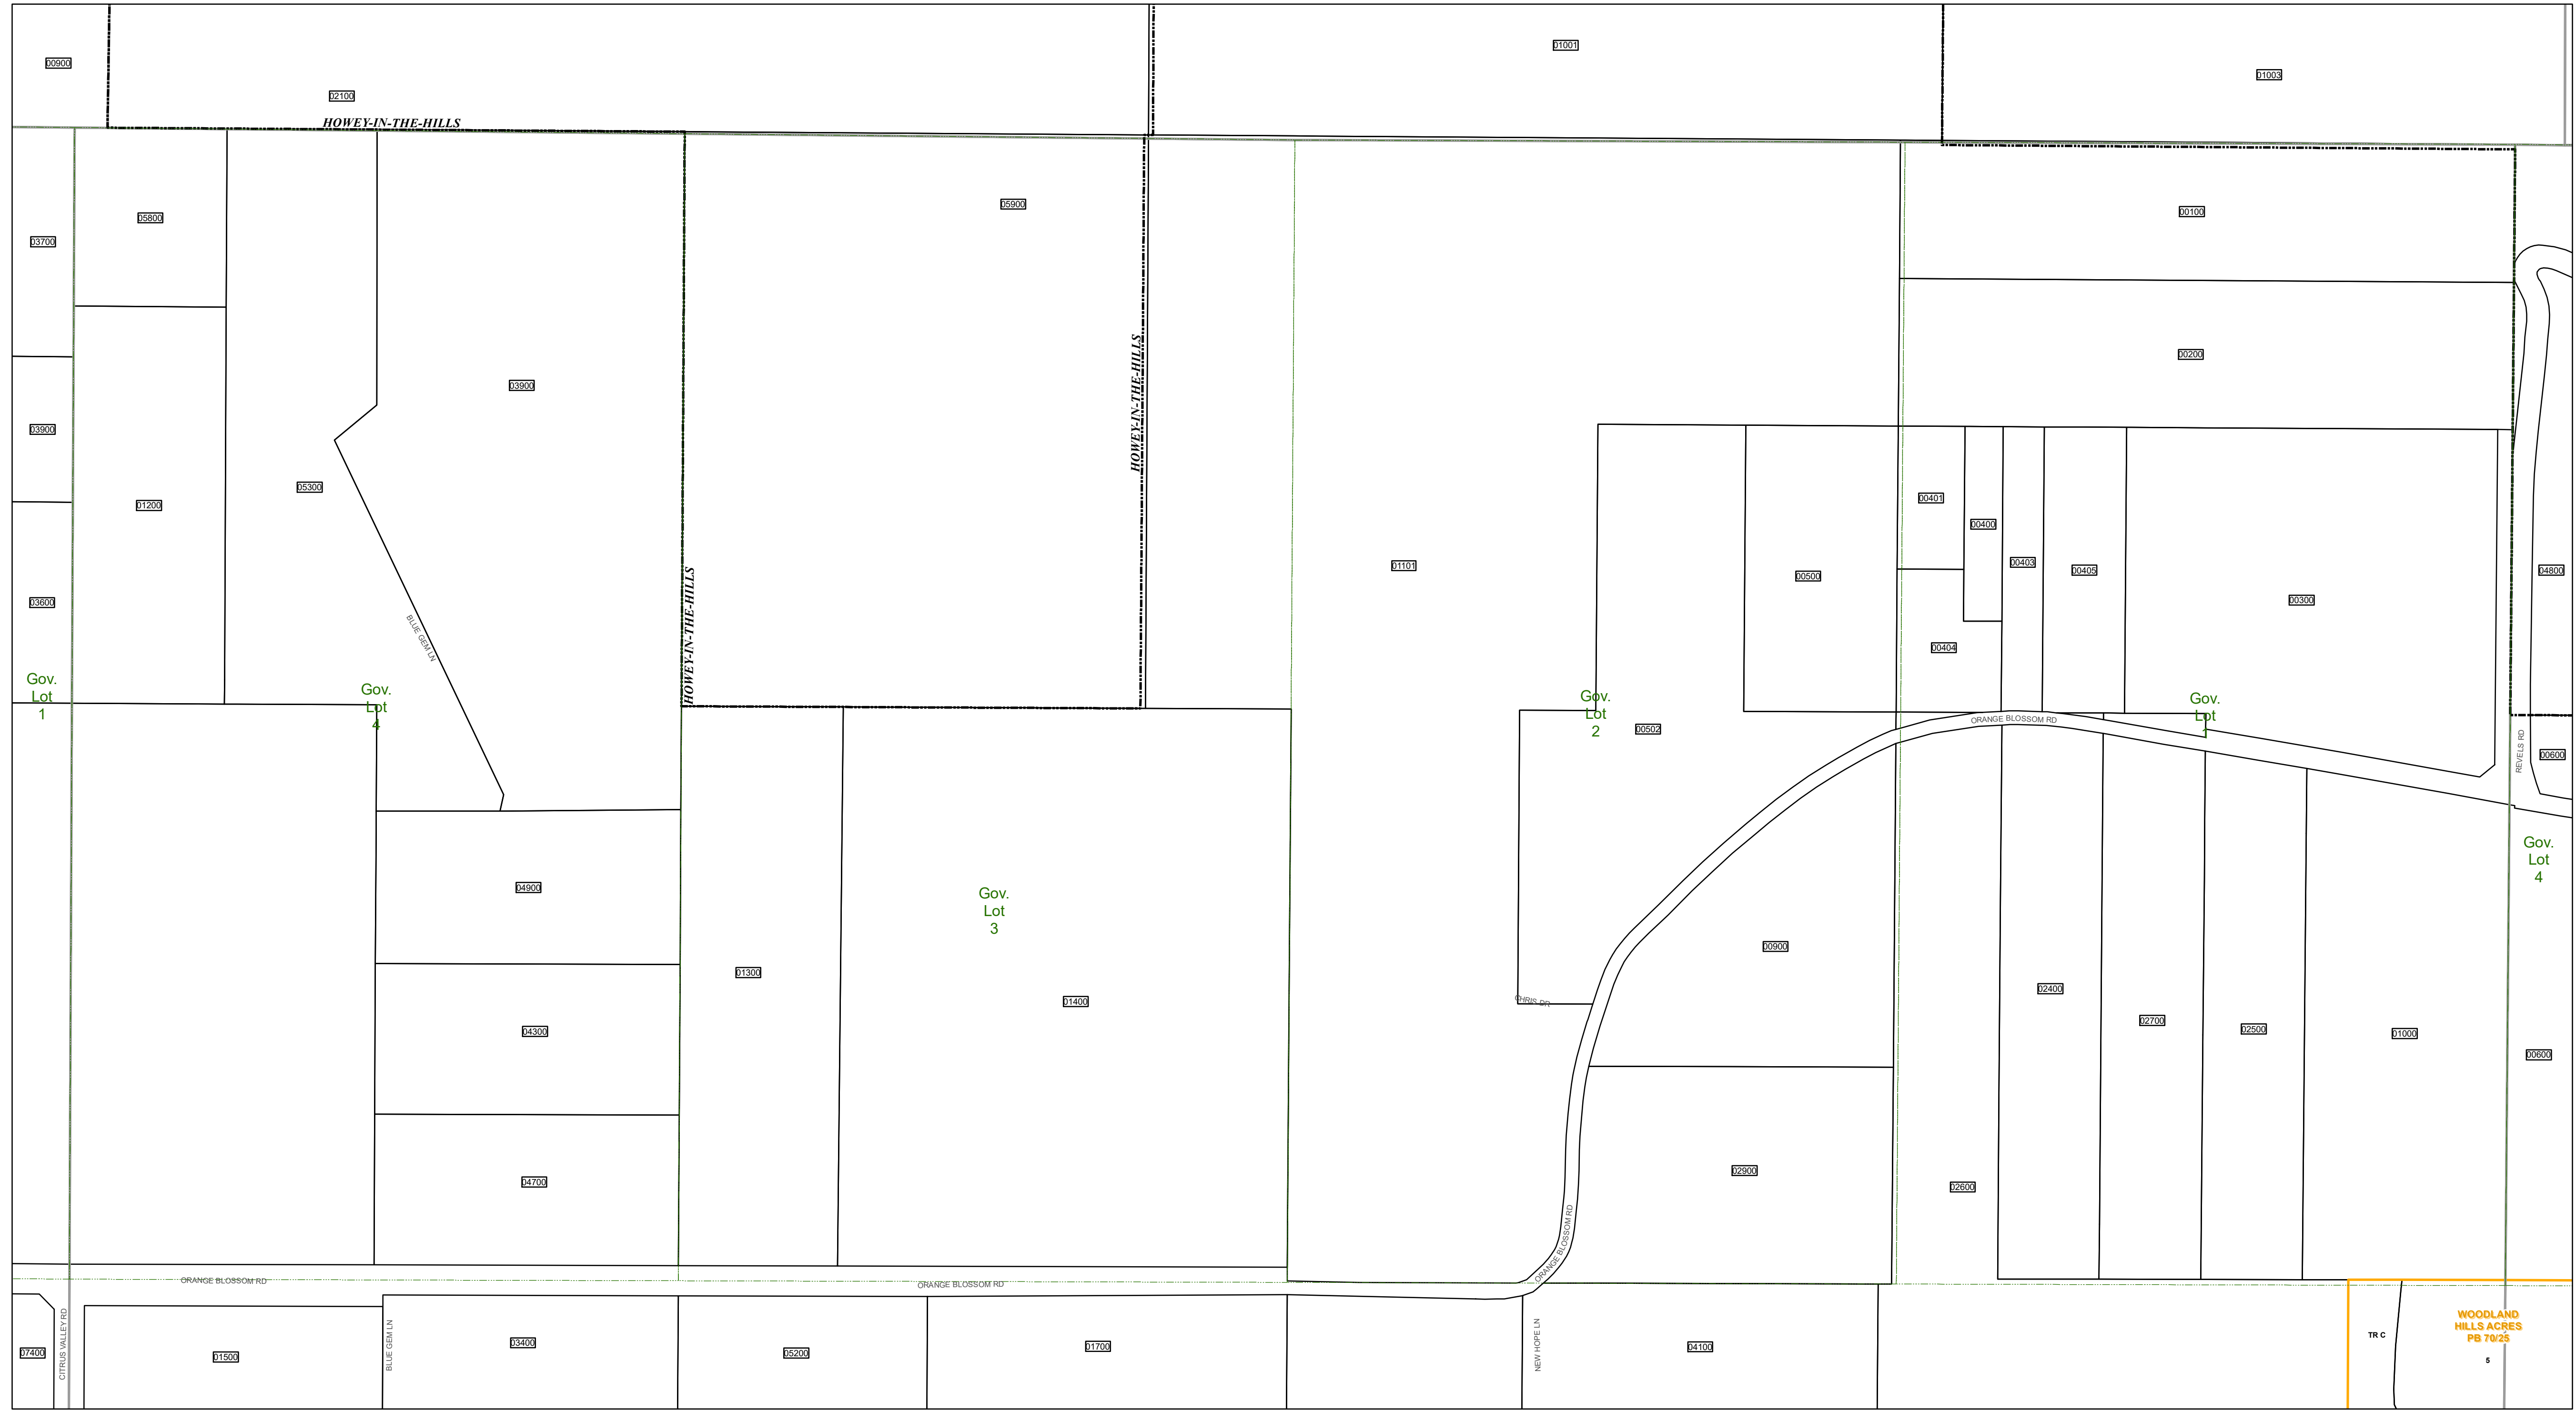 01001
00900
01003
02100
HOWEY-IN-THE-HILLS
05900
00100
05800
03700
00200
HOWEY-IN-THE-HILLS
03900
03900
05300
00401
01200
00400
00403
01101
00405
04800
00500
HOWEY-IN-THE-HILLS
00300
03600
BLUE GEM LN
00404
Gov.
Lot
1
Gov.
Lot
4
Gov.
Lot
2
Gov.
Lot
1
ORANGE BLOSSOM RD
00502
REVELS RD
00600
Gov.
Lot
4
04900
Gov.
Lot
3
00900
01300
02400
01400
CHRIS DR
02700
02500
04300
01000
00600
02900
04700
02600
ORANGE BLOSSOM RD
ORANGE BLOSSOM RD
ORANGE BLOSSOM RD
WOODLAND
HILLS ACRES
PB 70/25
TR C
5
CITRUS VALLEY RD
07400
01500
BLUE GEM LN
03400
05200
01700
NEW HOPE LN
04100